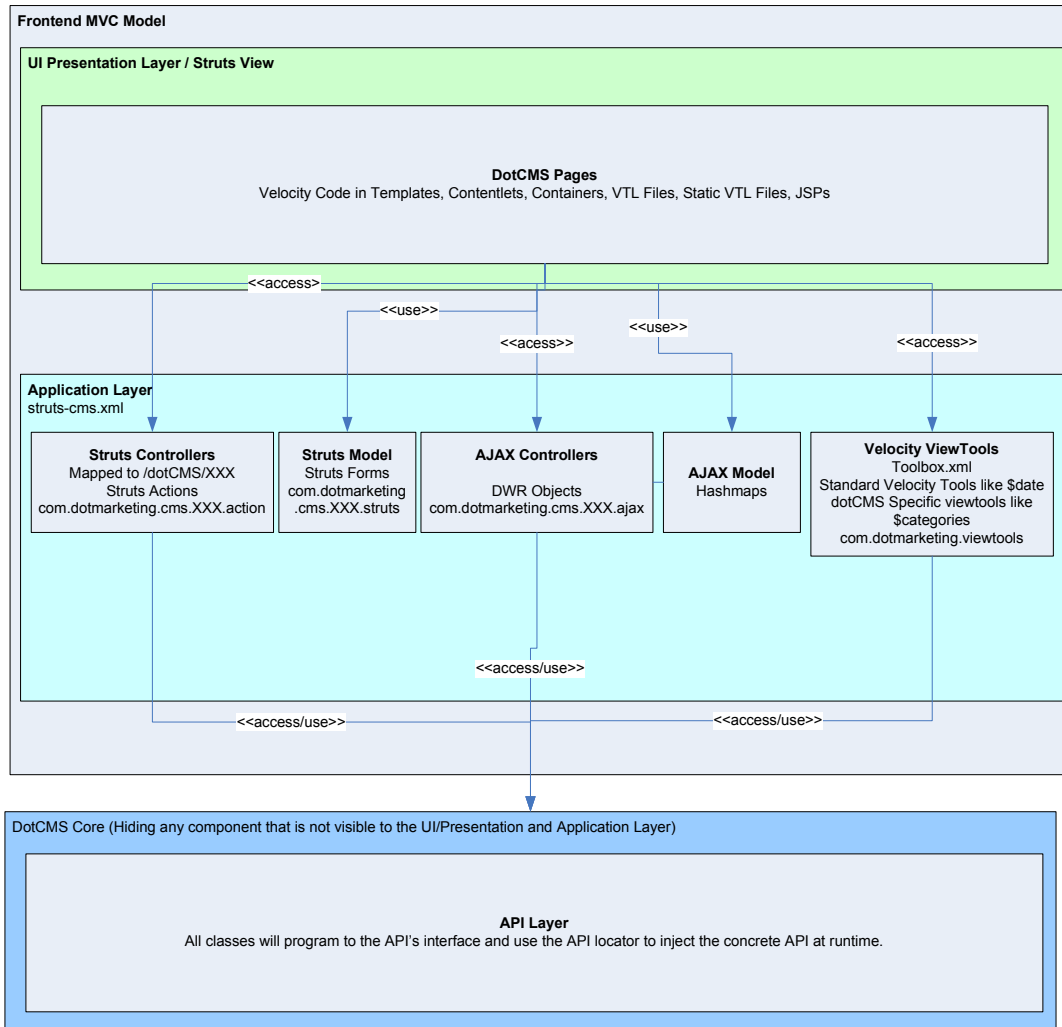 Frontend MVC Model
UI Presentation Layer / Struts View
DotCMS Pages
Velocity Code in Templates, Contentlets, Containers, VTL Files, Static VTL Files, JSPs
<<access>
<<use>>
<<use>>
<<acess>>
<<access>>
Application Layer
struts-cms.xml
Struts Controllers
Mapped to /dotCMS/XXX
Struts Actions
com.dotmarketing.cms.XXX.action
Struts Model
Struts Forms
com.dotmarketing
.cms.XXX.struts
AJAX Controllers
DWR Objects
com.dotmarketing.cms.XXX.ajax
AJAX Model
Hashmaps
Velocity ViewTools
Toolbox.xml
Standard Velocity Tools like $date
dotCMS Specific viewtools like
$categories
com.dotmarketing.viewtools
<<access/use>>
<<access/use>>
<<access/use>>
DotCMS Core (Hiding any component that is not visible to the UI/Presentation and Application Layer)
API Layer
All classes will program to the API's interface and use the API locator to inject the concrete API at runtime.